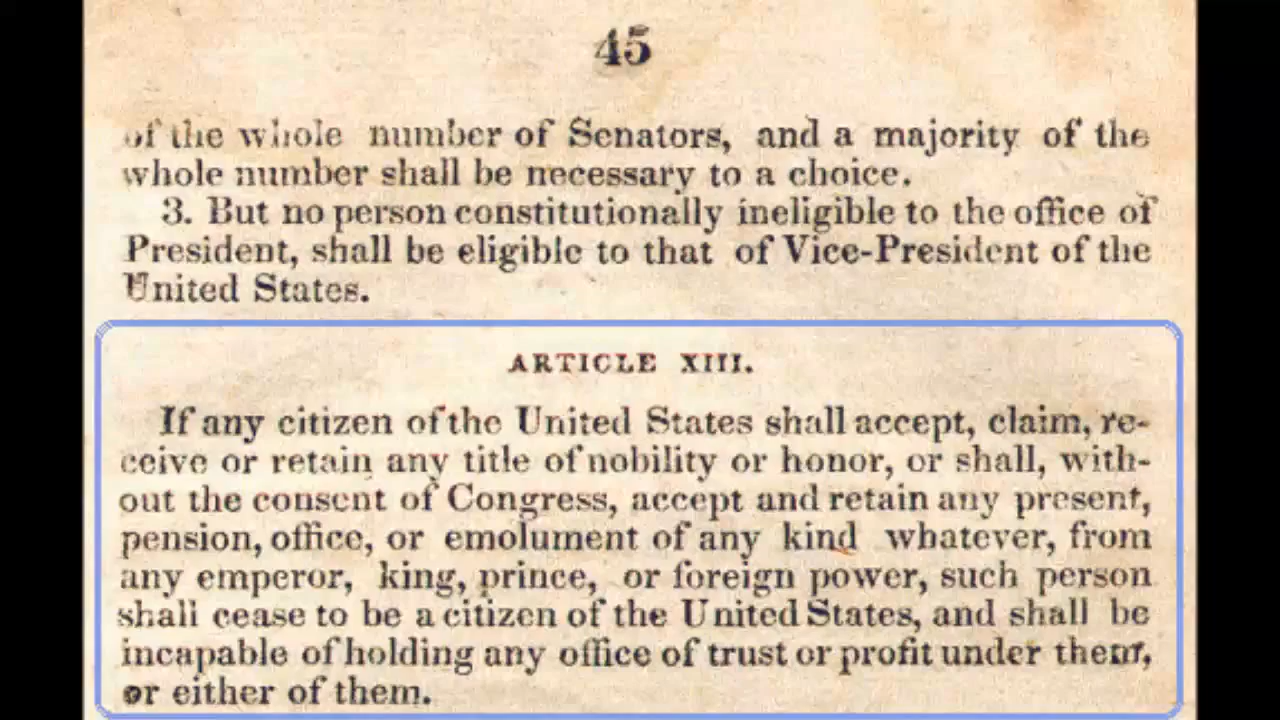 45
of the whole number of Senators, and a majority of the
whole number shall be necessary to a choice.
3. But no person constitutionally ineligible to the office of
President, shall be eligible to that of Vice-President of the
United States.
ARTICLE XIII.
If any citizen of the United States shall accept, claim, re-
ceive or retain any title of nobility or honor, or shall, with-
out the consent of Congress, accept and retain any present,
pension, office, or emolument of any kind whatever, from
any emperor, king, prince, or foreign power, such person
shall cease to be a citizen of the United States, and shall be
incapable of holding any office of trust or profit under them,
or either of them.